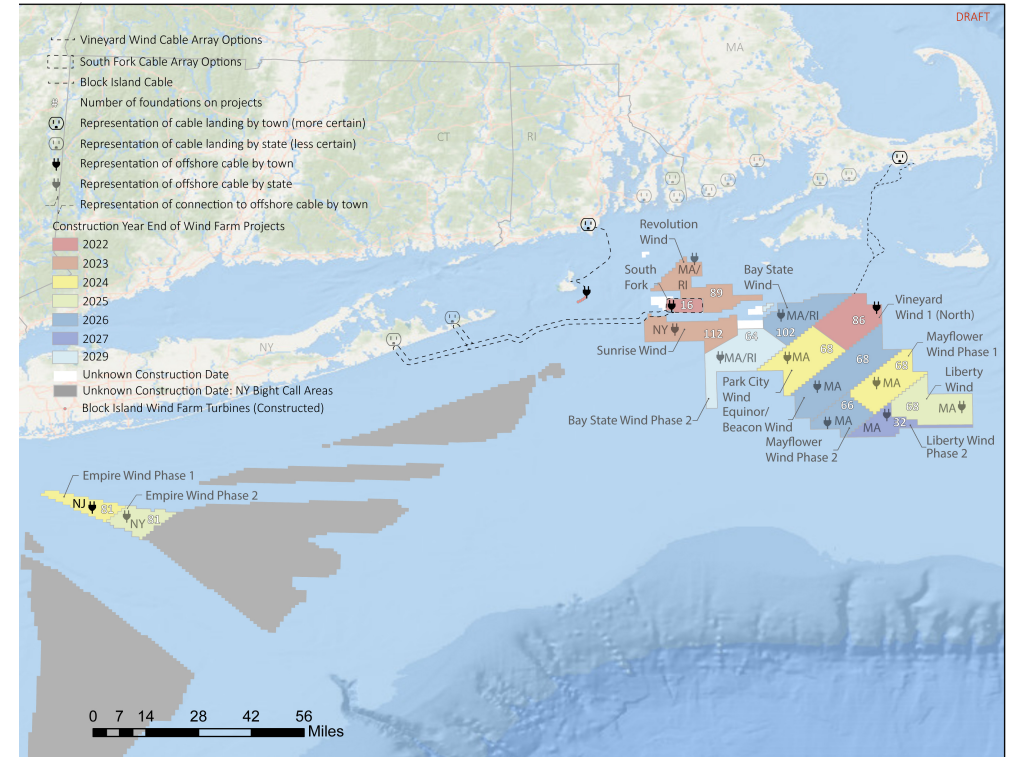 DRAFT
Vineyard Wind Cable Array Options
South Fork Cable Array Options
Block Island Cable
Number of foundations on projects
Representation of cable landing by town (more certain)
Representation of cable landing by state (less certain)
Representation of offshore cable by town
Representation of offshore cable by state
Representation of connection to offshore cable by town
Construction Year End of Wind Farm Projects
2022
2023
2024
2025
2026
2027
2029
Unknown Construction Date
Unknown Construction Date: NY Bight Call Areas
Block Island Wind Farm Turbines (Constructed)
MA
CT
RI
NY
Revolution
Wind
MA/
RI
South
Fork
89
16
Bay State
Wind
MA/RI
102
Vineyard
Wind 1 (North)
86
NY
112
Sunrise Wind
64
MA/RI
Bay State Wind Phase 2
68
MA
Park City
Wind
68
Mayflower
Wind Phase 1
68
MA
Equinor/
Beacon Wind
MA
66
Liberty
Wind
68
MA
MA
Mayflower
Wind Phase 2
MA
32
Liberty Wind
Phase 2
Empire Wind Phase 1
NJ
81
Empire Wind Phase 2
NY
81
0 7 14 28 42 56
Miles